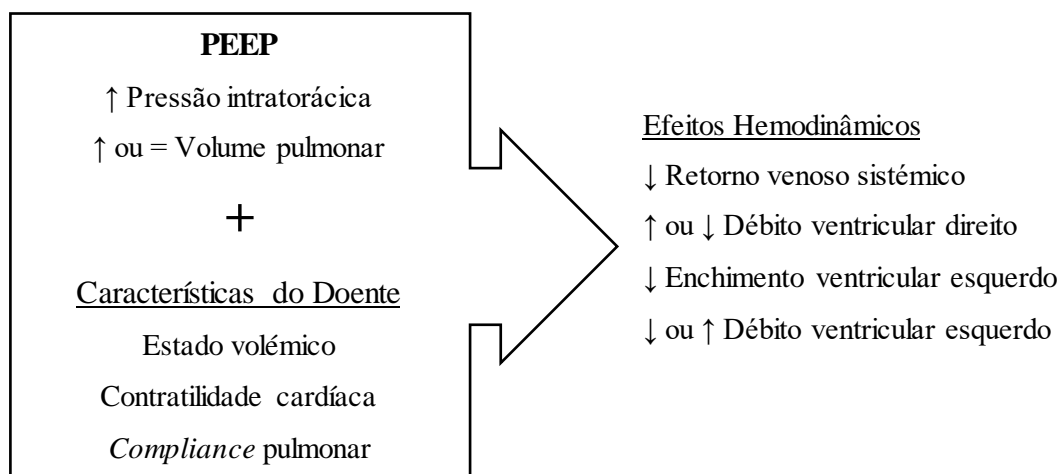 PEEP
↑ Pressão intratorácica
↑ ou = Volume pulmonar
+
Características do Doente
Estado volémico
Contratilidade cardíaca
Compliance pulmonar
Efeitos Hemodinâmicos
↓ Retorno venoso sistémico
↑ ou ↓ Débito ventricular direito
↓ Enchimento ventricular esquerdo
↓ ou ↑ Débito ventricular esquerdo